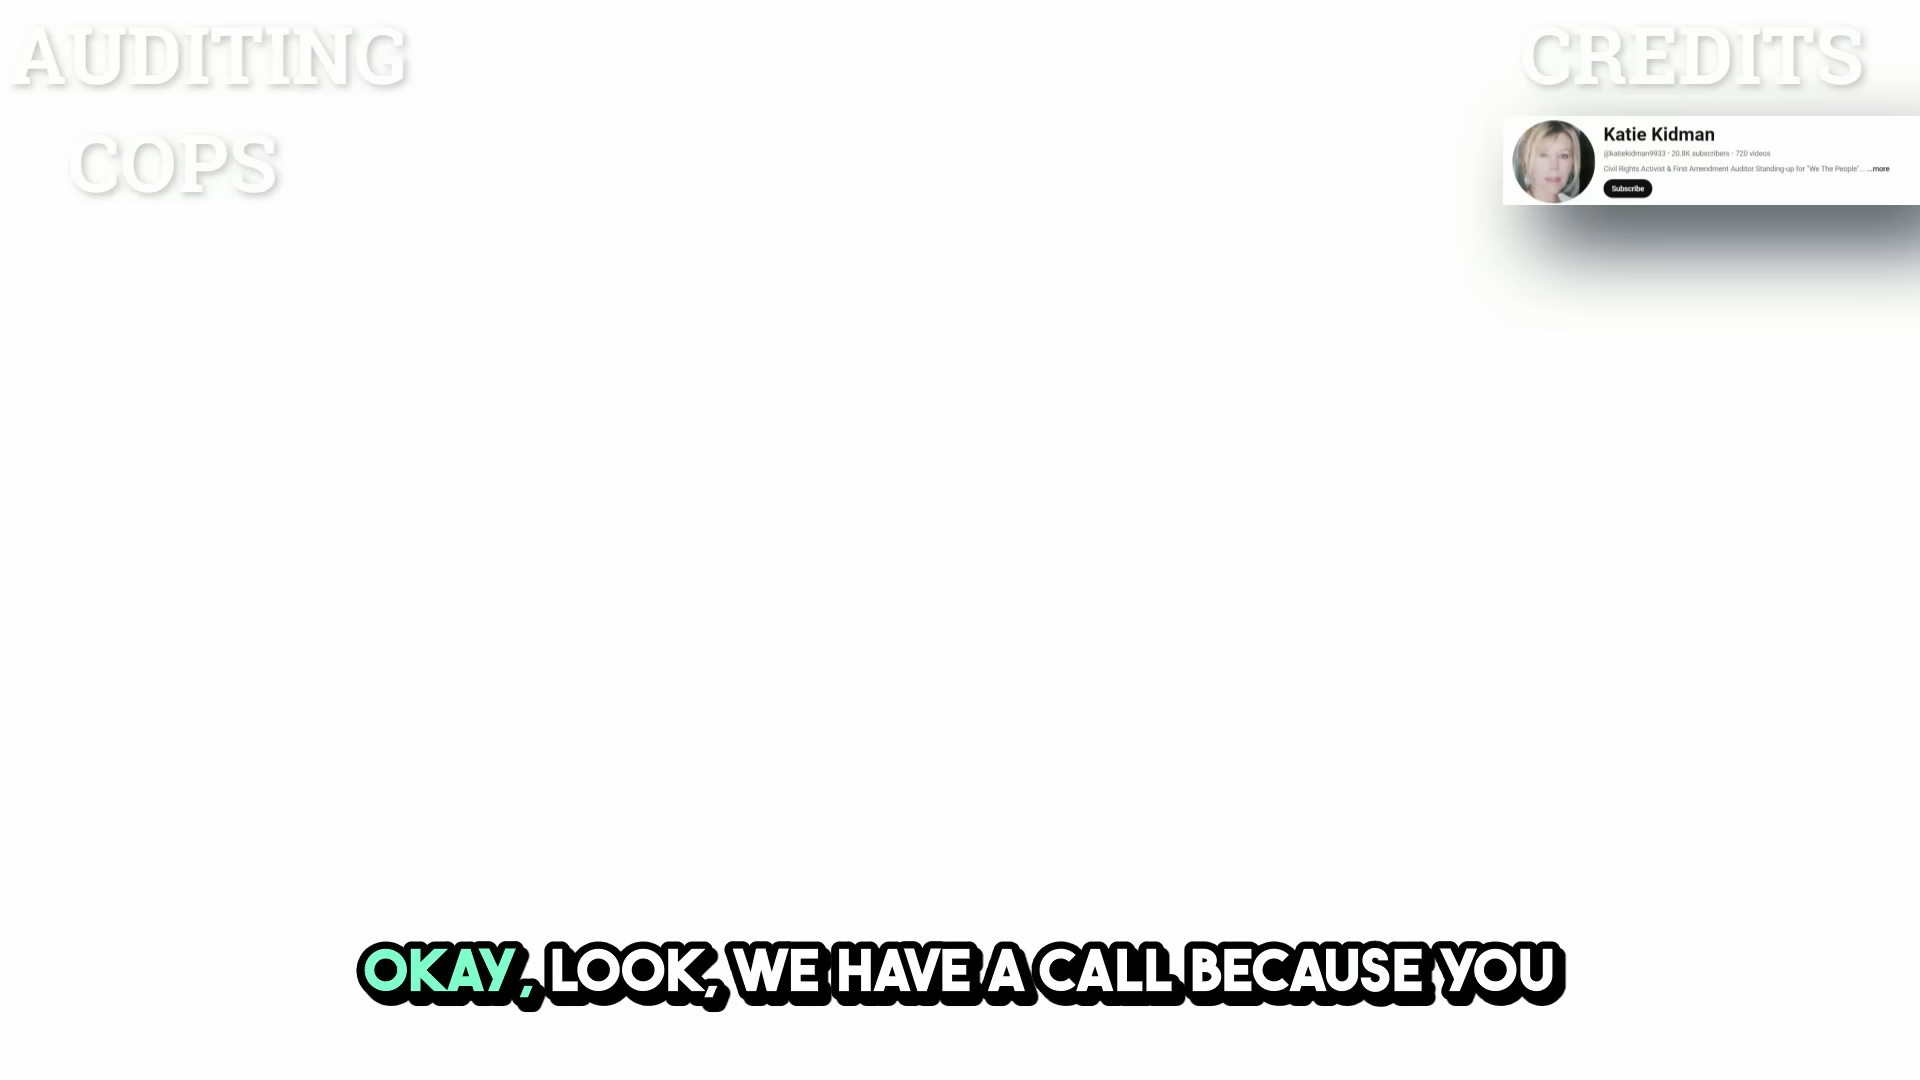 AUDITING
COPS
CREDITS
Katie Kidman
@katiekidman9933 · 20.8K subscribers · 720 videos
Civil Rights Activist & First Amendment Auditor Standing-up for "We The People"... ...more
Subscribe
OKAY, LOOK, WE HAVE A CALL BECAUSE YOU